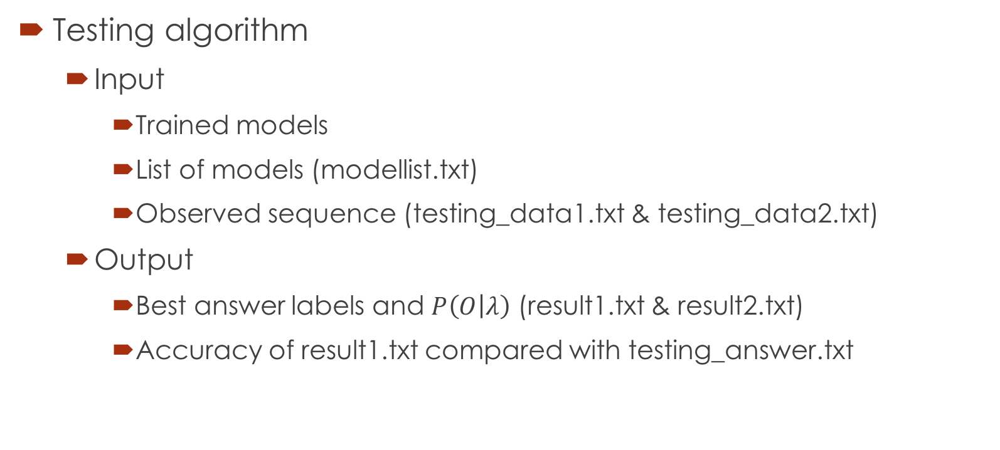 Testing algorithm
Input
Trained models
List of models (modellist.txt)
Observed sequence (testing_data1.txt & testing_data2.txt)
Output
Best answer labels and P(O|λ) (result1.txt & result2.txt)
Accuracy of result1.txt compared with testing_answer.txt